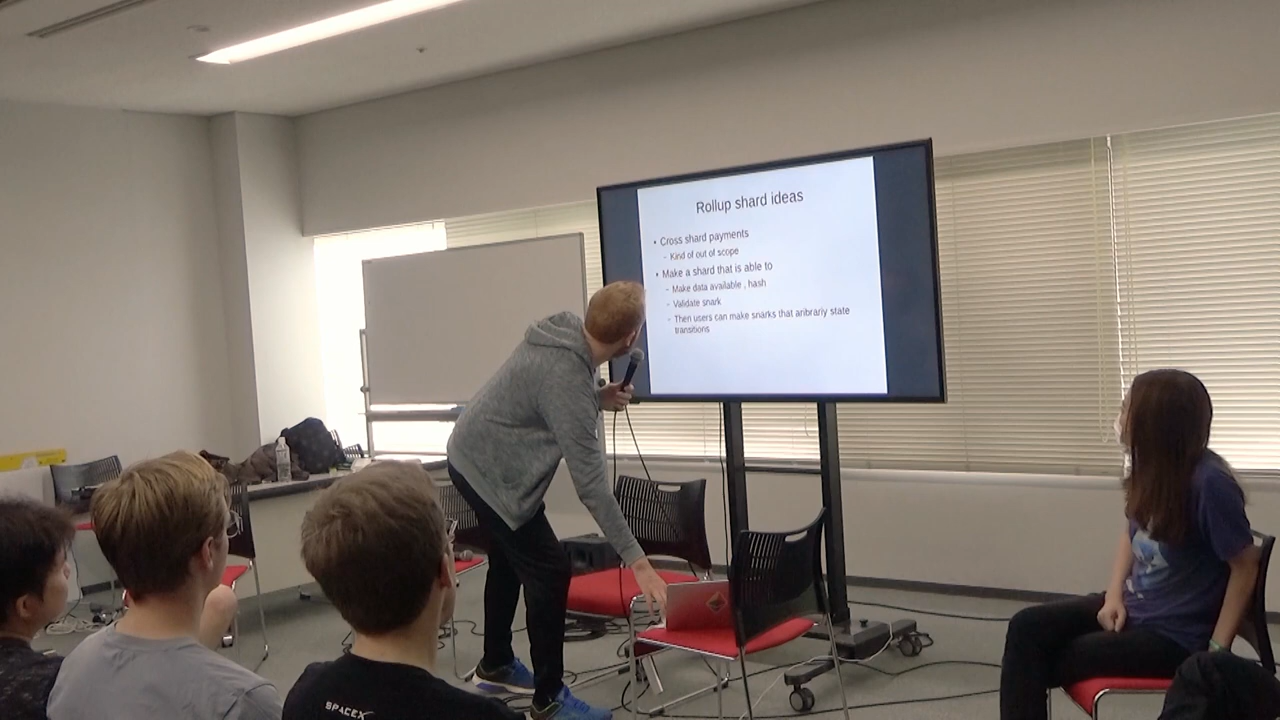 Rollup shard ideas
• Cross shard payments
- Kind of out of scope
• Make a shard that is able to
- Make data available , hash
- Validate snark
- Then users can make snarks that aribrariy state
transitions
SPACEX